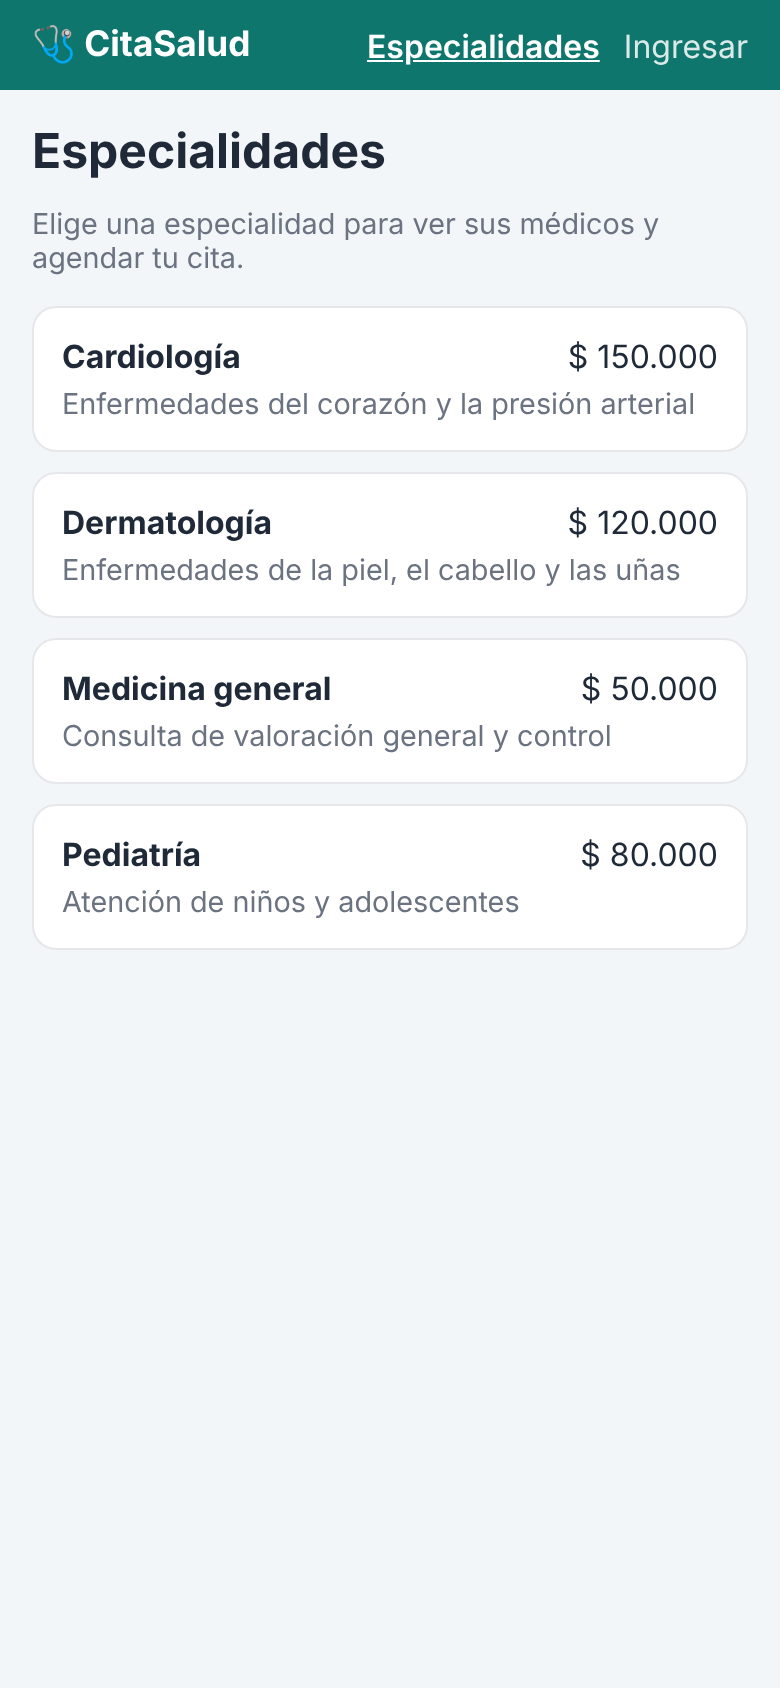 CitaSalud
Especialidades Ingresar
Especialidades
Elige una especialidad para ver sus médicos y
agendar tu cita.
Cardiología $ 150.000
Enfermedades del corazón y la presión arterial
Dermatología $ 120.000
Enfermedades de la piel, el cabello y las uñas
Medicina general $ 50.000
Consulta de valoración general y control
Pediatría $ 80.000
Atención de niños y adolescentes